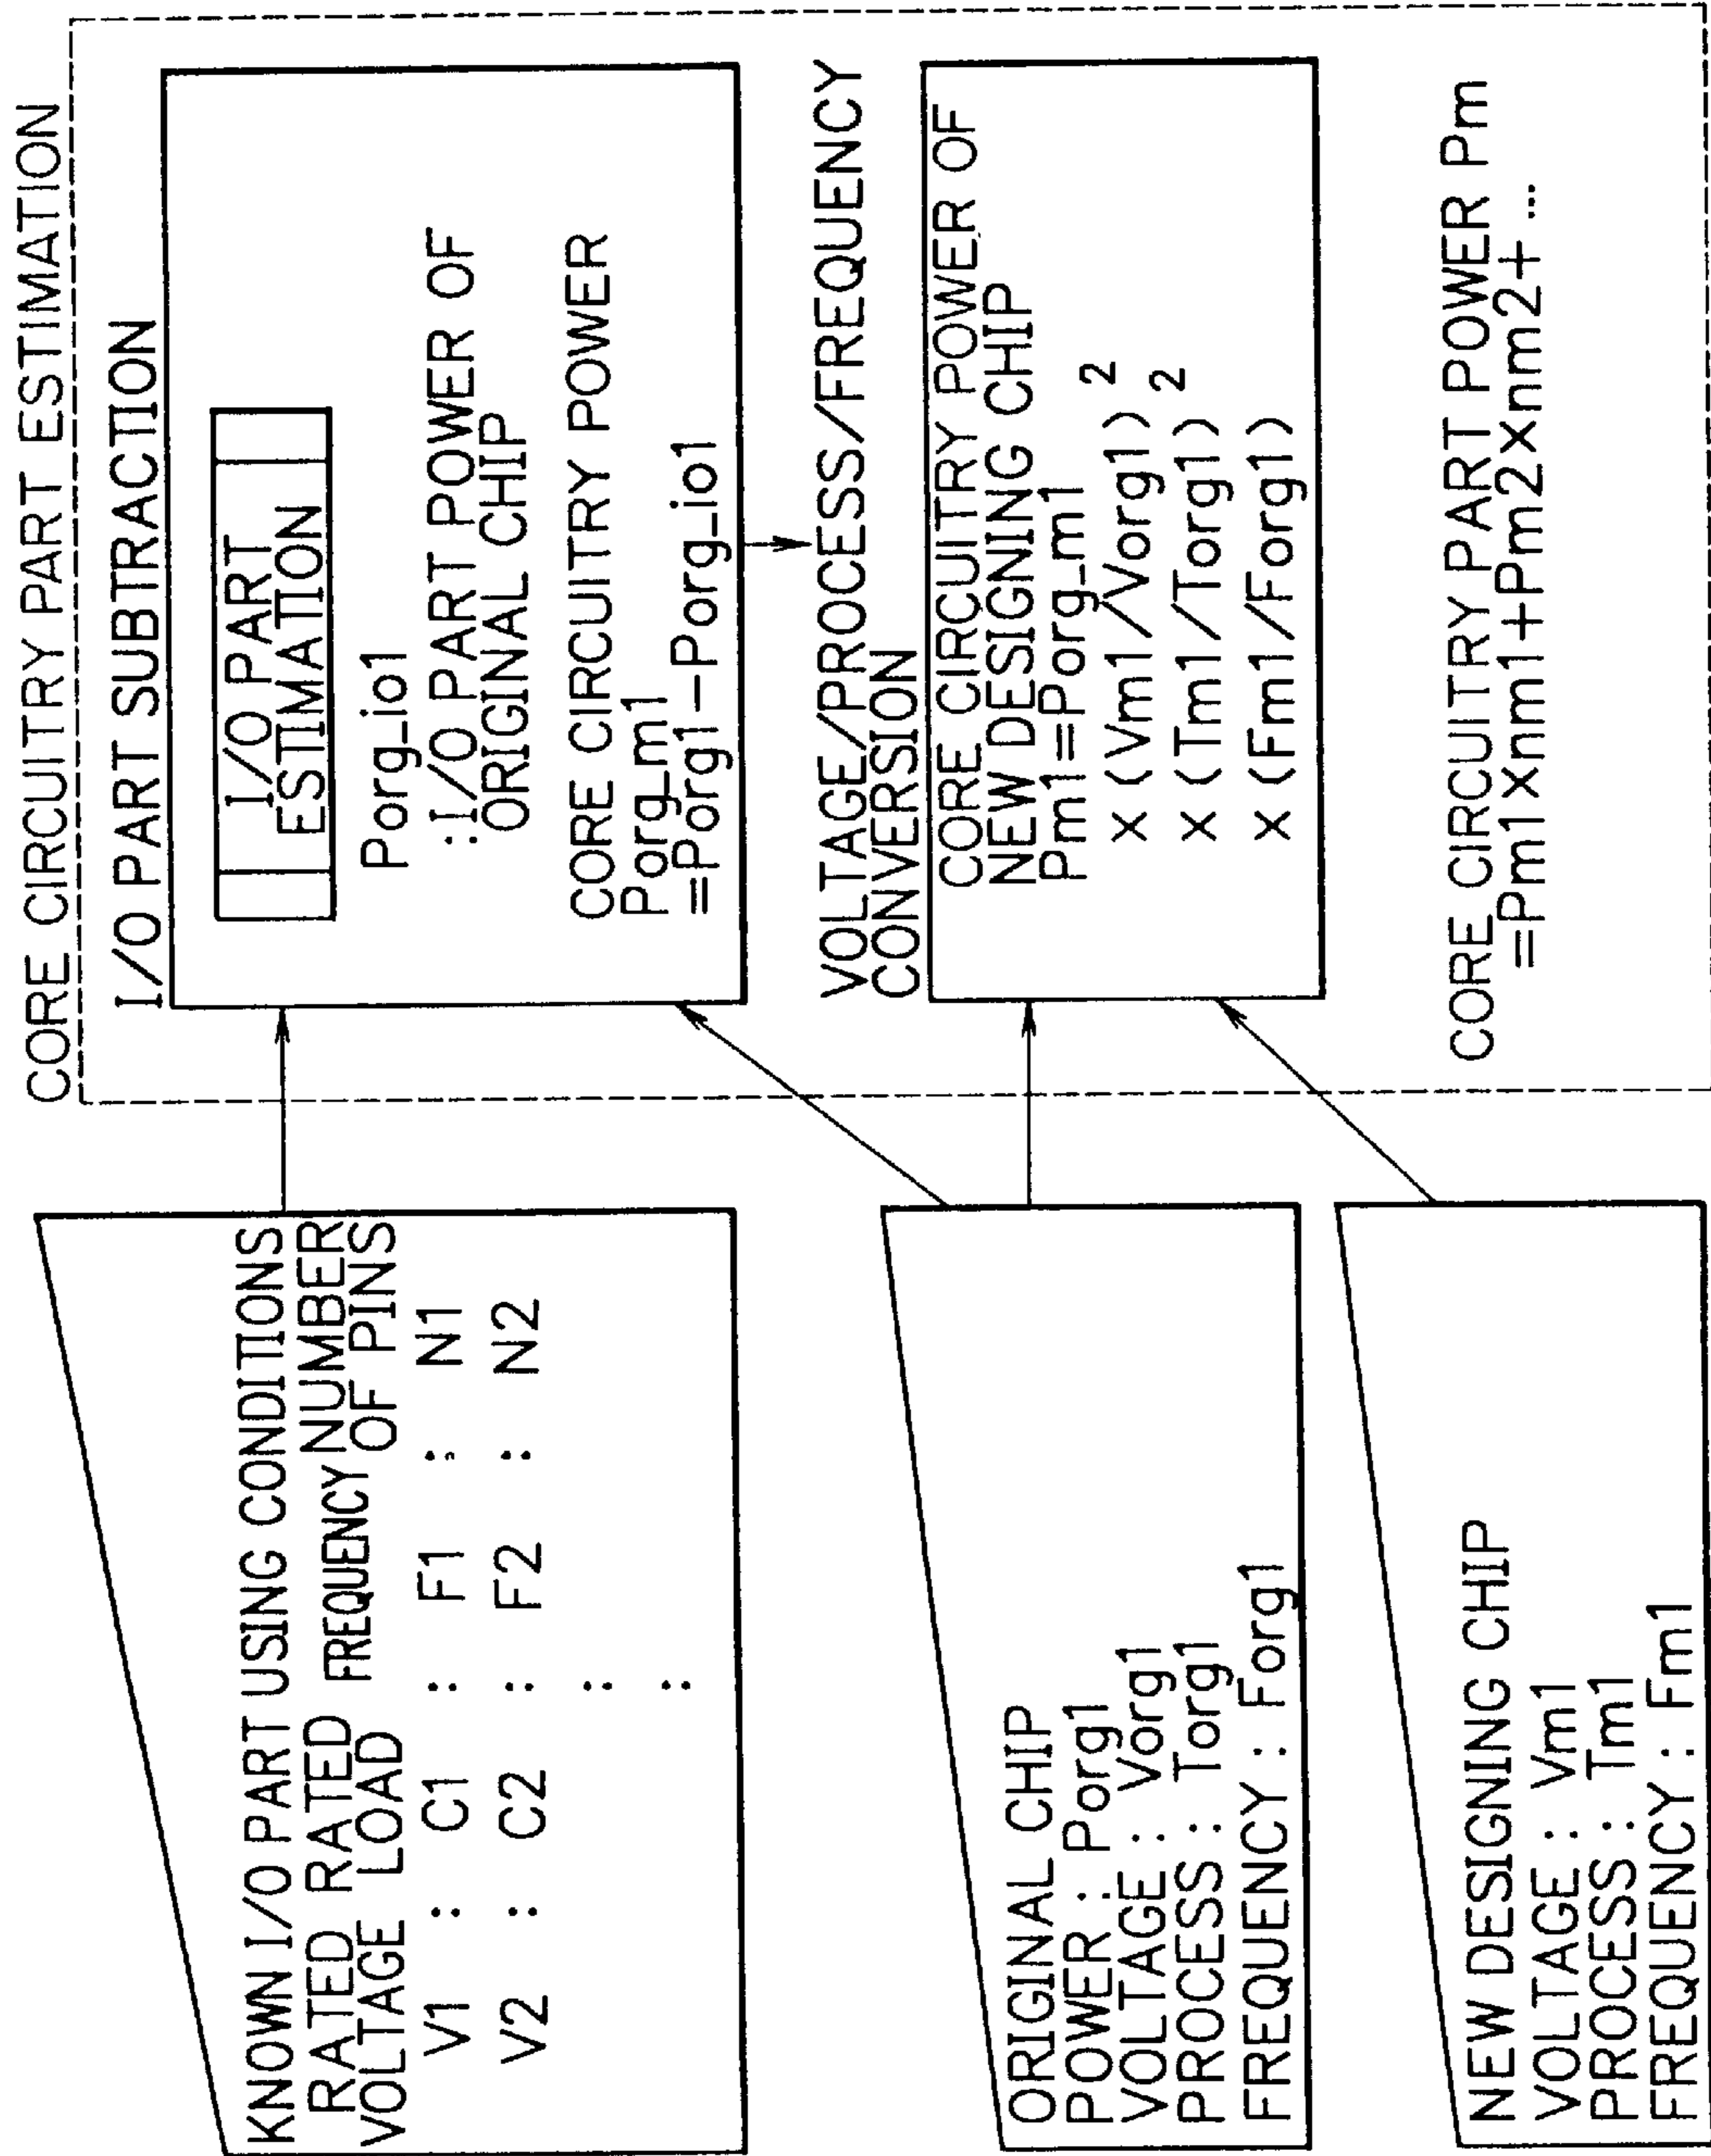 CORE CIRCUITRY PART ESTIMATION
I/O PART SUBTRACTION
I/O PART
ESTIMATION
Porg_io1
:I/O PART POWER OF
ORIGINAL CHIP
CORE CIRCUITRY POWER
Porg_m1
=Porg1-Porg_io1
VOLTAGE/PROCESS/FREQUENCY
CONVERSION
CORE CIRCUITRY POWER OF
NEW DESIGNING CHIP
Pm1=Porg_m1
×(Vm1/Vorg1)²
×(Tm1/Torg1)²
×(Fm1/Forg1)
CORE CIRCUITRY PART POWER Pm
=Pm1×nm1+Pm2×nm2+ ...
KNOWN I/O PART USING CONDITIONS
RATED RATED FREQUENCY NUMBER
VOLTAGE LOAD OF PINS
V1 : C1 : F1 : N1
V2 : C2 : F2 : N2
:
:
ORIGINAL CHIP
POWER : Porg1
VOLTAGE : Vorg1
PROCESS : Torg1
FREQUENCY : Forg1
NEW DESIGNING CHIP
VOLTAGE : Vm1
PROCESS : Tm1
FREQUENCY : Fm1